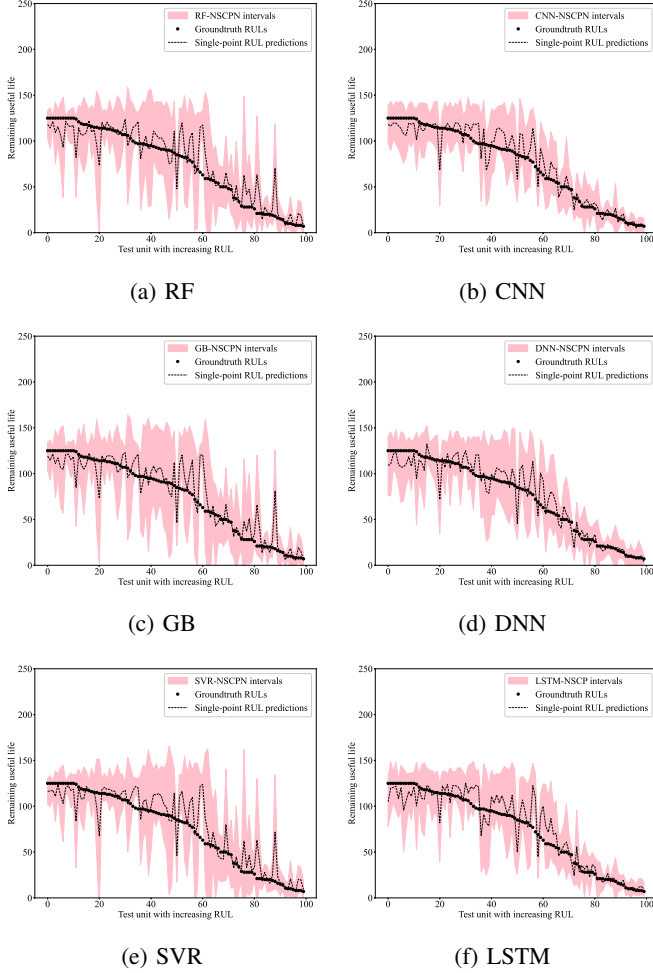 250
200
150
100
50
0
0
20
40
60
80
100
Remaining useful life
Test unit with increasing RUL
RF-NSCPN intervals
Groundtruth RULs
Single-point RUL predictions
(a) RF
250
200
150
100
50
0
0
20
40
60
80
100
Remaining useful life
Test unit with increasing RUL
CNN-NSCPN intervals
Groundtruth RULs
Single-point RUL predictions
(b) CNN
250
200
150
100
50
0
0
20
40
60
80
100
Remaining useful life
Test unit with increasing RUL
GB-NSCPN intervals
Groundtruth RULs
Single-point RUL predictions
(c) GB
250
200
150
100
50
0
0
20
40
60
80
100
Remaining useful life
Test unit with increasing RUL
DNN-NSCPN intervals
Groundtruth RULs
Single-point RUL predictions
(d) DNN
250
200
150
100
50
0
0
20
40
60
80
100
Remaining useful life
Test unit with increasing RUL
SVR-NSCPN intervals
Groundtruth RULs
Single-point RUL predictions
(e) SVR
250
200
150
100
50
0
0
20
40
60
80
100
Remaining useful life
Test unit with increasing RUL
LSTM-NSCP intervals
Groundtruth RULs
Single-point RUL predictions
(f) LSTM